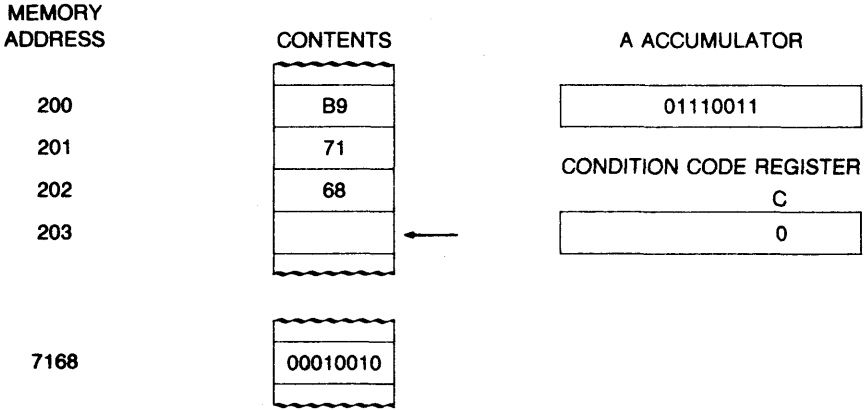 MEMORY
ADDRESS CONTENTS A ACCUMULATOR
200 B9 01110011
201 71
CONDITION CODE REGISTER
202 68 C
203 0
7168 00010010